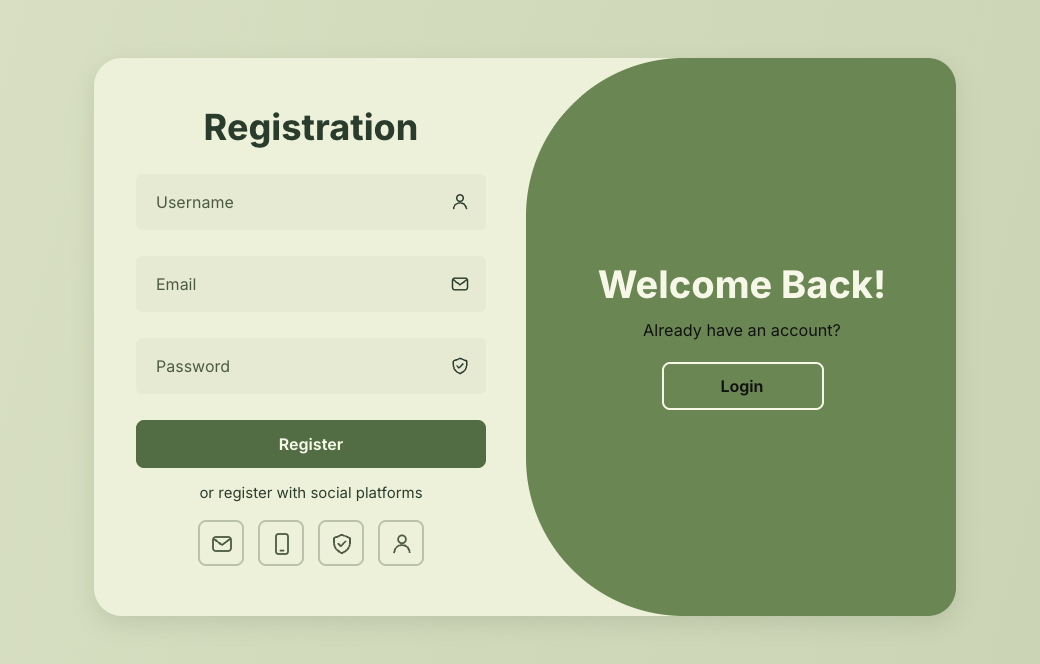 Registration
Username
Email
Password
Register
or register with social platforms
Welcome Back!
Already have an account?
Login